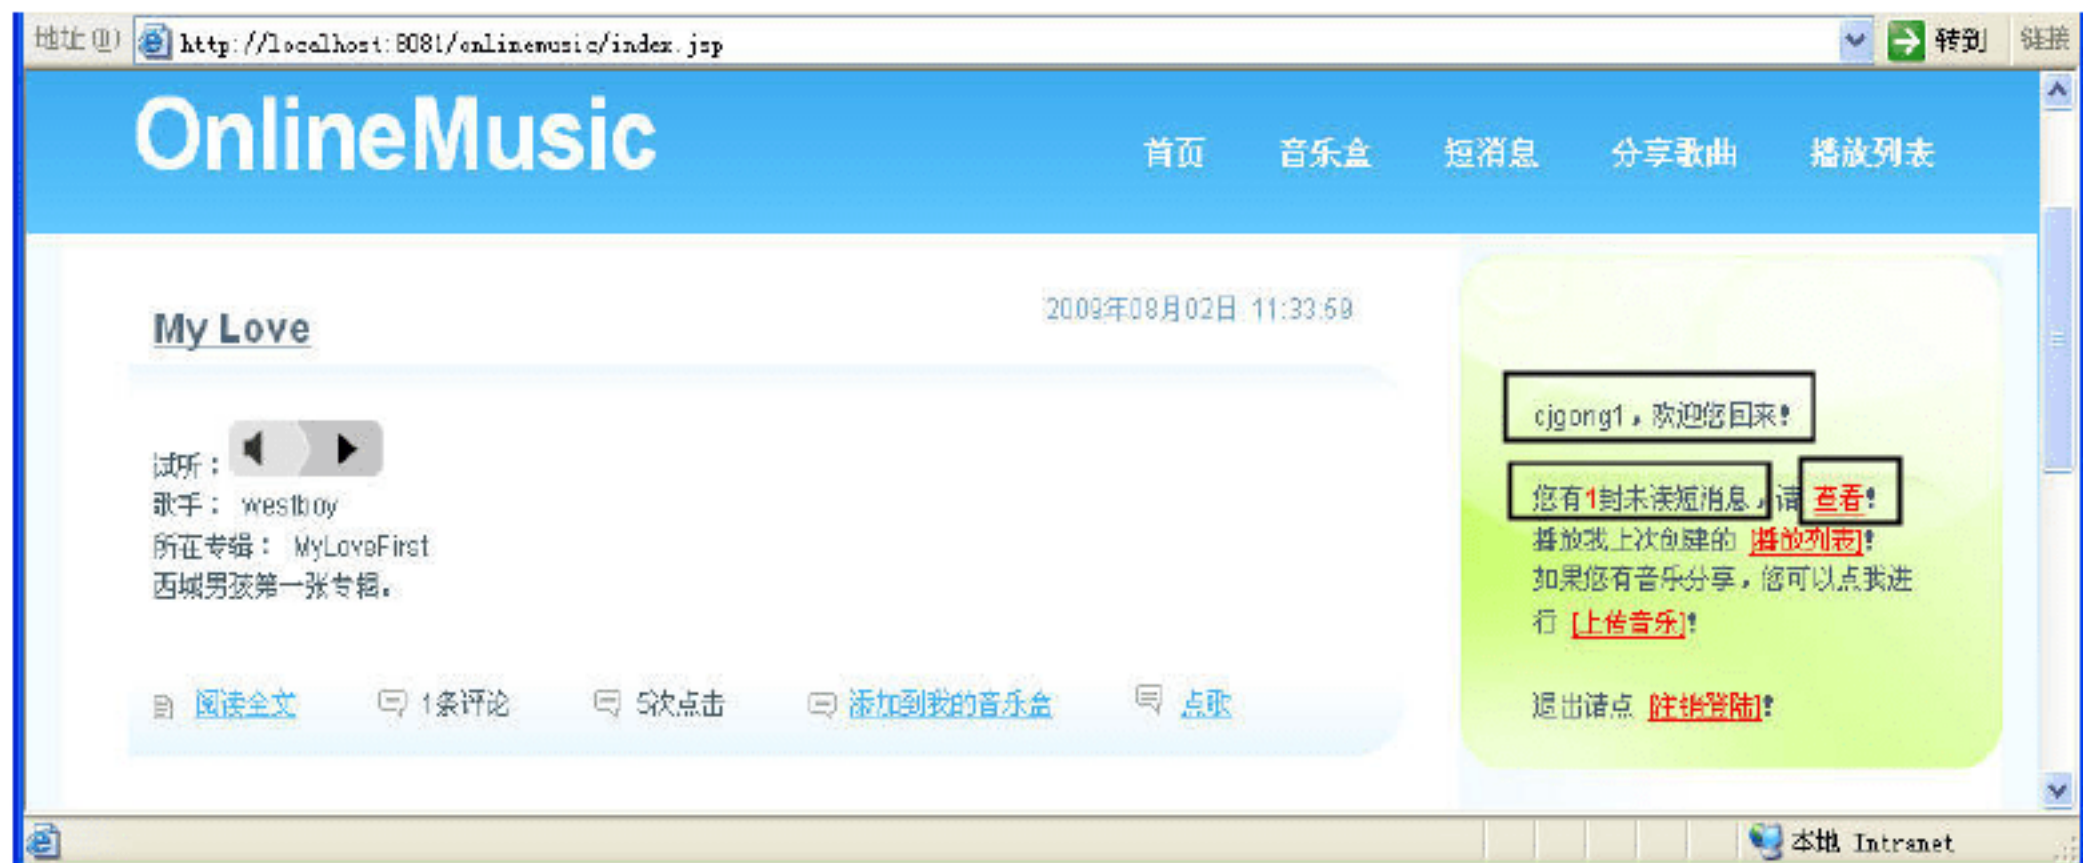 地址(D) http://localhost:8081/onlinemusic/index.jsp 转到 链接
OnlineMusic
首页 音乐盒 短消息 分享歌曲 播放列表
My Love
2009年08月02日 11:33:59
试听：
歌手： westboy
所在专辑： MyLoveFirst
西城男孩第一张专辑。
阅读全文 1条评论 5次点击 添加到我的音乐盒 点歌
cjgong1，欢迎您回来!
您有1封未读短消息，请 查看!
播放我上次创建的 [播放列表]!
如果您有音乐分享，您可以点我进
行 [上传音乐]!
退出请点 [注销登陆]!
本地 Intranet